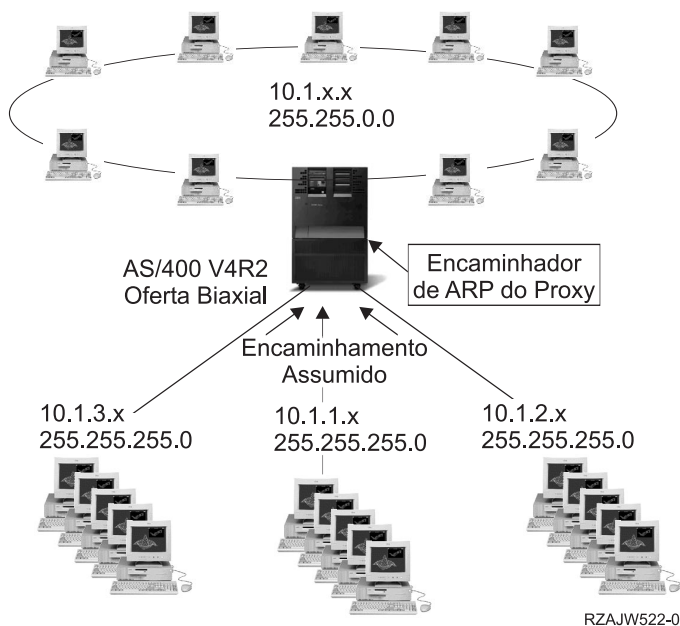 10.1.x.x
255.255.0.0
AS/400 V4R2
Oferta Biaxial
Encaminhador
de ARP do Proxy
Encaminhamento
Assumido
10.1.3.x
255.255.255.0
10.1.1.x
255.255.255.0
10.1.2.x
255.255.255.0
RZAJW522-0